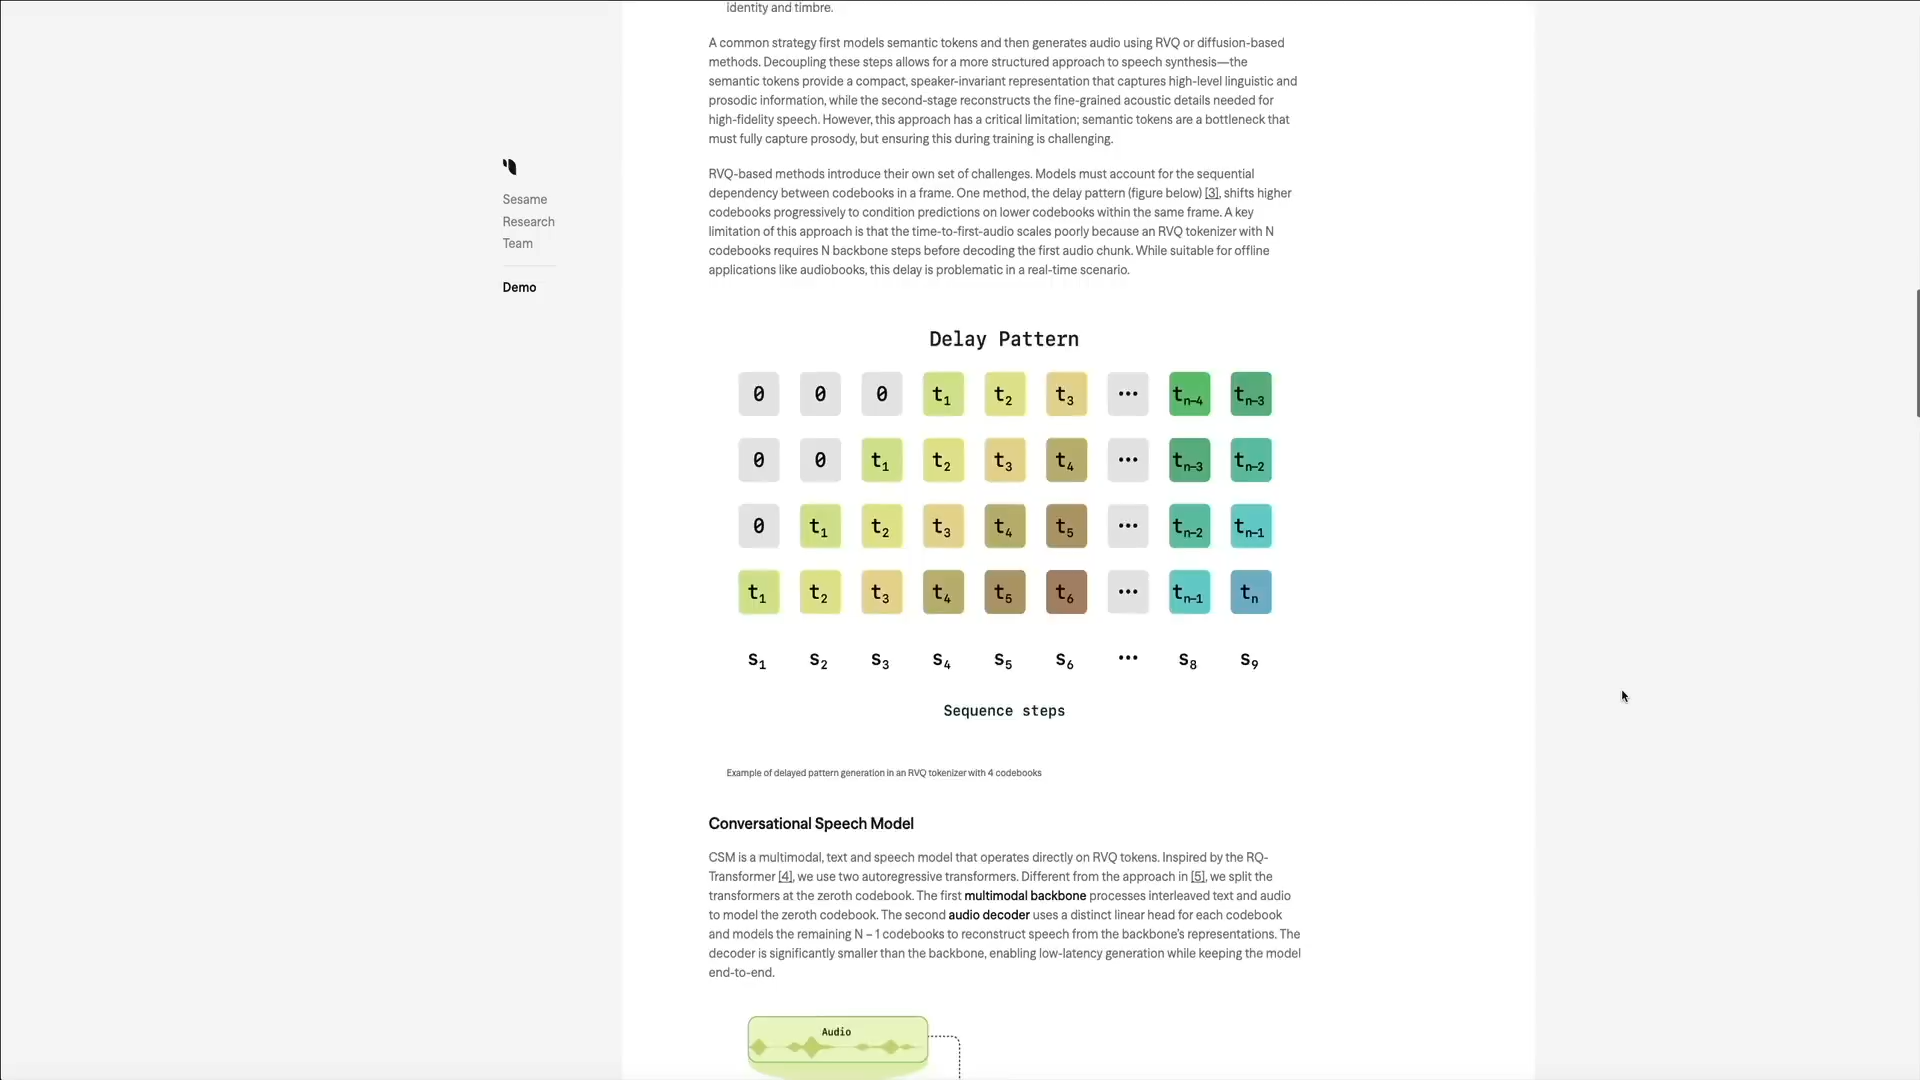 identity and timbre.
A common strategy first models semantic tokens and then generates audio using RVQ or diffusion-based
methods. Decoupling these steps allows for a more structured approach to speech synthesis—the
semantic tokens provide a compact, speaker-invariant representation that captures high-level linguistic and
prosodic information, while the second-stage reconstructs the fine-grained acoustic details needed for
high-fidelity speech. However, this approach has a critical limitation; semantic tokens are a bottleneck that
must fully capture prosody, but ensuring this during training is challenging.
Sesame
Research
Team
Demo
RVQ-based methods introduce their own set of challenges. Models must account for the sequential
dependency between codebooks in a frame. One method, the delay pattern (figure below) [3], shifts higher
codebooks progressively to condition predictions on lower codebooks within the same frame. A key
limitation of this approach is that the time-to-first-audio scales poorly because an RVQ tokenizer with N
codebooks requires N backbone steps before decoding the first audio chunk. While suitable for offline
applications like audiobooks, this delay is problematic in a real-time scenario.
Delay Pattern
0 0 0 t1 t2 t3 ... tn-4 tn-3
0 0 t1 t2 t3 t4 ... tn-3 tn-2
0 t1 t2 t3 t4 t5 ... tn-2 tn-1
t1 t2 t3 t4 t5 t6 ... tn-1 tn
S1 S2 S3 S4 S5 S6 ... S8 S9
Sequence steps
Example of delayed pattern generation in an RVQ tokenizer with 4 codebooks
Conversational Speech Model
CSM is a multimodal, text and speech model that operates directly on RVQ tokens. Inspired by the RQ-
Transformer [4], we use two autoregressive transformers. Different from the approach in [5], we split the
transformers at the zeroth codebook. The first multimodal backbone processes interleaved text and audio
to model the zeroth codebook. The second audio decoder uses a distinct linear head for each codebook
and models the remaining N – 1 codebooks to reconstruct speech from the backbone's representations. The
decoder is significantly smaller than the backbone, enabling low-latency generation while keeping the model
end-to-end.
Audio